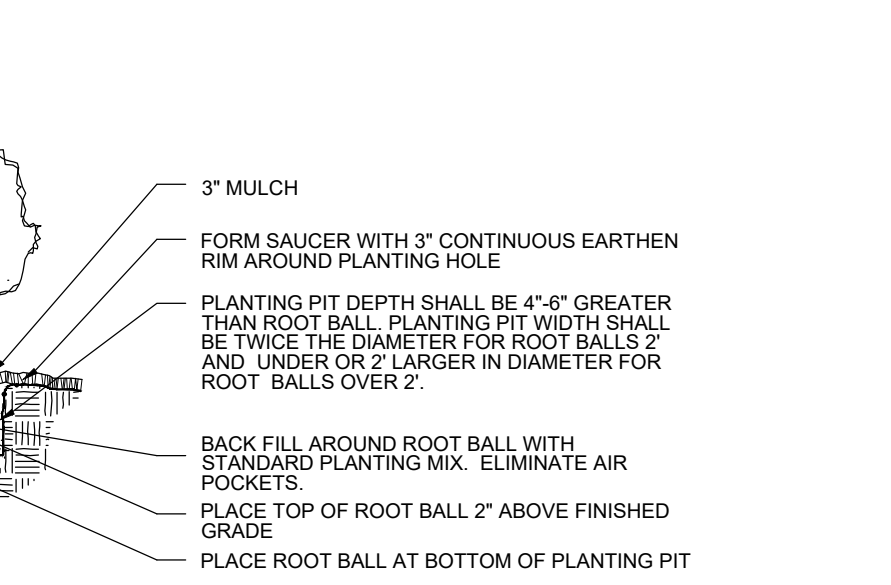 3" MULCH
FORM SAUCER WITH 3" CONTINUOUS EARTHEN
RIM AROUND PLANTING HOLE
PLANTING PIT DEPTH SHALL BE 4"-6" GREATER
THAN ROOT BALL. PLANTING PIT WIDTH SHALL
BE TWICE THE DIAMETER FOR ROOT BALLS 2'
AND UNDER OR 2' LARGER IN DIAMETER FOR
ROOT BALLS OVER 2'.
BACK FILL AROUND ROOT BALL WITH
STANDARD PLANTING MIX. ELIMINATE AIR
POCKETS.
PLACE TOP OF ROOT BALL 2" ABOVE FINISHED
GRADE
PLACE ROOT BALL AT BOTTOM OF PLANTING PIT